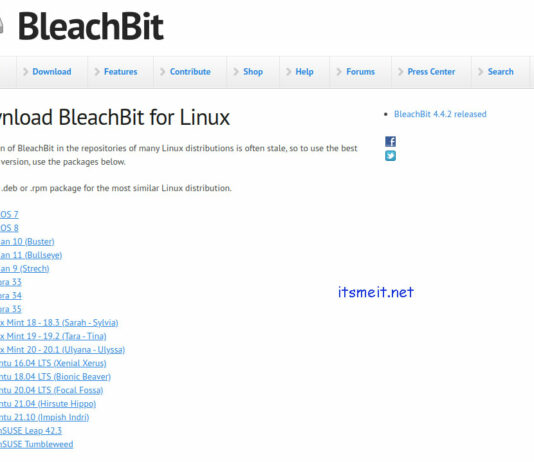 BleachBit
Download
Features
Contribute
Shop
Help
Forums
Press Center
Search
nload BleachBit for Linux
BleachBit 4.4.2 released
n of BleachBit in the repositories of many Linux distributions is often stale, so to use the best
version, use the packages below.
.deb or .rpm package for the most similar Linux distribution.
OS 7
OS 8
an 10 (Buster)
an 11 (Bullseye)
an 9 (Strech)
ora 33
ora 34
ora 35
x Mint 18 - 18.3 (Sarah - Sylvia)
x Mint 19 - 19.2 (Tara - Tina)
x Mint 20 - 20.1 (Ulyana - Ulyssa)
ntu 16.04 LTS (Xenial Xerus)
ntu 18.04 LTS (Bionic Beaver)
ntu 20.04 LTS (Focal Fossa)
ntu 21.04 (Hirsute Hippo)
ntu 21.10 (Impish Indri)
nSUSE Leap 42.3
nSUSE Tumbleweed
itsmeit.net